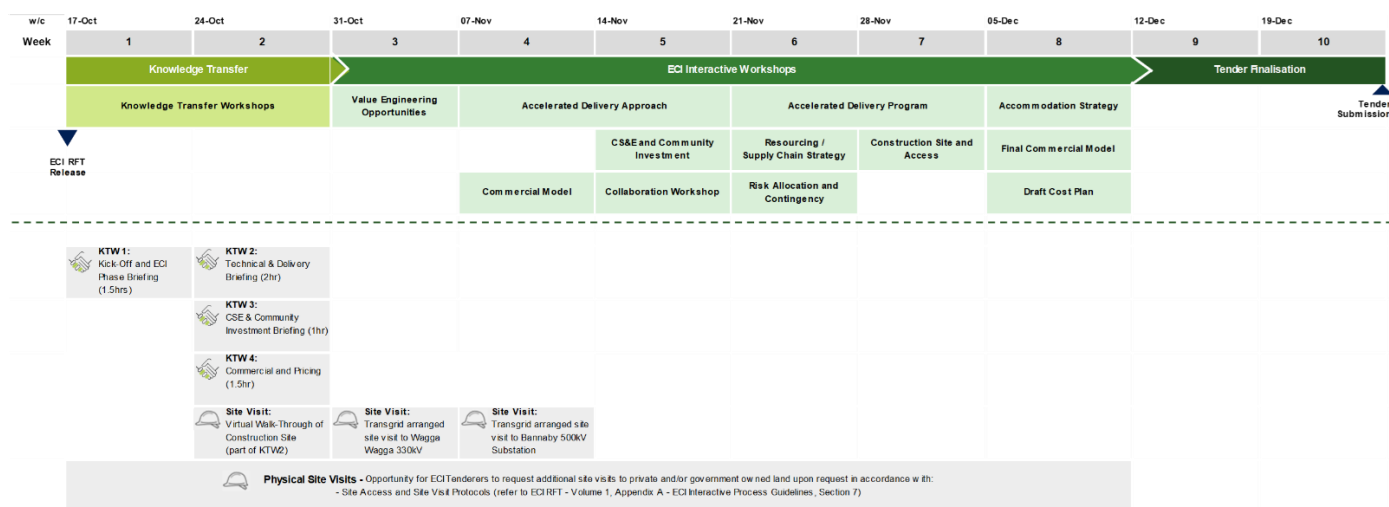 w/c 17-Oct 24-Oct 31-Oct 07-Nov 14-Nov 21-Nov 28-Nov 05-Dec 12-Dec 19-Dec
Week 1 2 3 4 5 6 7 8 9 10
Knowledge Transfer
ECI Interactive Workshops
Tender Finalisation
Knowledge Transfer Workshops
Value Engineering
Opportunities
Accelerated Delivery Approach
Accelerated Delivery Program
Accommodation Strategy
Tender
Submission
ECI RFT
Release
CS&E and Community
Investment
Resourcing /
Supply Chain Strategy
Construction Site and
Access
Final Commercial Model
Commercial Model
Collaboration Workshop
Risk Allocation and
Contingency
Draft Cost Plan
KTW 1:
Kick-Off and ECI
Phase Briefing
(1.5hrs)
KTW 2:
Technical & Delivery
Briefing (2hr)
KTW 3:
CSE & Community
Investment Briefing (1hr)
KTW 4:
Commercial and Pricing
(1.5hr)
Site Visit:
Virtual Walk-Through of
Construction Site
(part of KTW2)
Site Visit:
Transgrid arranged
site visit to Wagga
Wagga 330kV
Site Visit:
Transgrid arranged site
visit to Bannaby 500kV
Substation
Physical Site Visits - Opportunity for ECI Tenderers to request additional site visits to private and/or government owned land upon request in accordance with:
- Site Access and Site Visit Protocols (refer to ECI RFT - Volume 1, Appendix A - ECI Interactive Process Guidelines, Section 7)